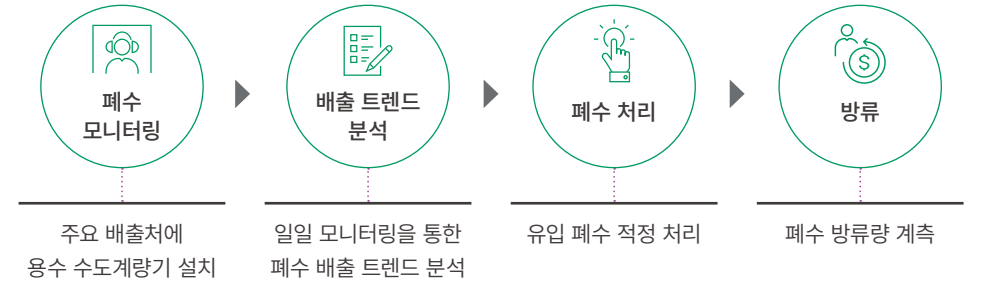 폐수
모니터링
배출 트렌드
분석
폐수 처리
방류
주요 배출처에
용수 수도계량기 설치
일일 모니터링을 통한
폐수 배출 트렌드 분석
유입 폐수 적정 처리
폐수 방류량 계측